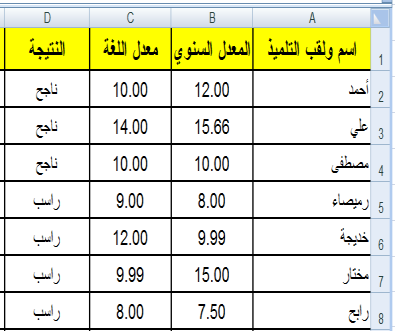 A B C D
1 اسم ولقب التلميذ المعدل السنوي معدل اللغة النتيجة
2 أحمد 12.00 10.00 ناجح
3 علي 15.66 14.00 ناجح
4 مصطفى 10.00 10.00 ناجح
5 رميصاء 8.00 9.00 راسب
6 خديجة 9.99 12.00 راسب
7 مختار 15.00 9.99 راسب
8 رابح 7.50 8.00 راسب